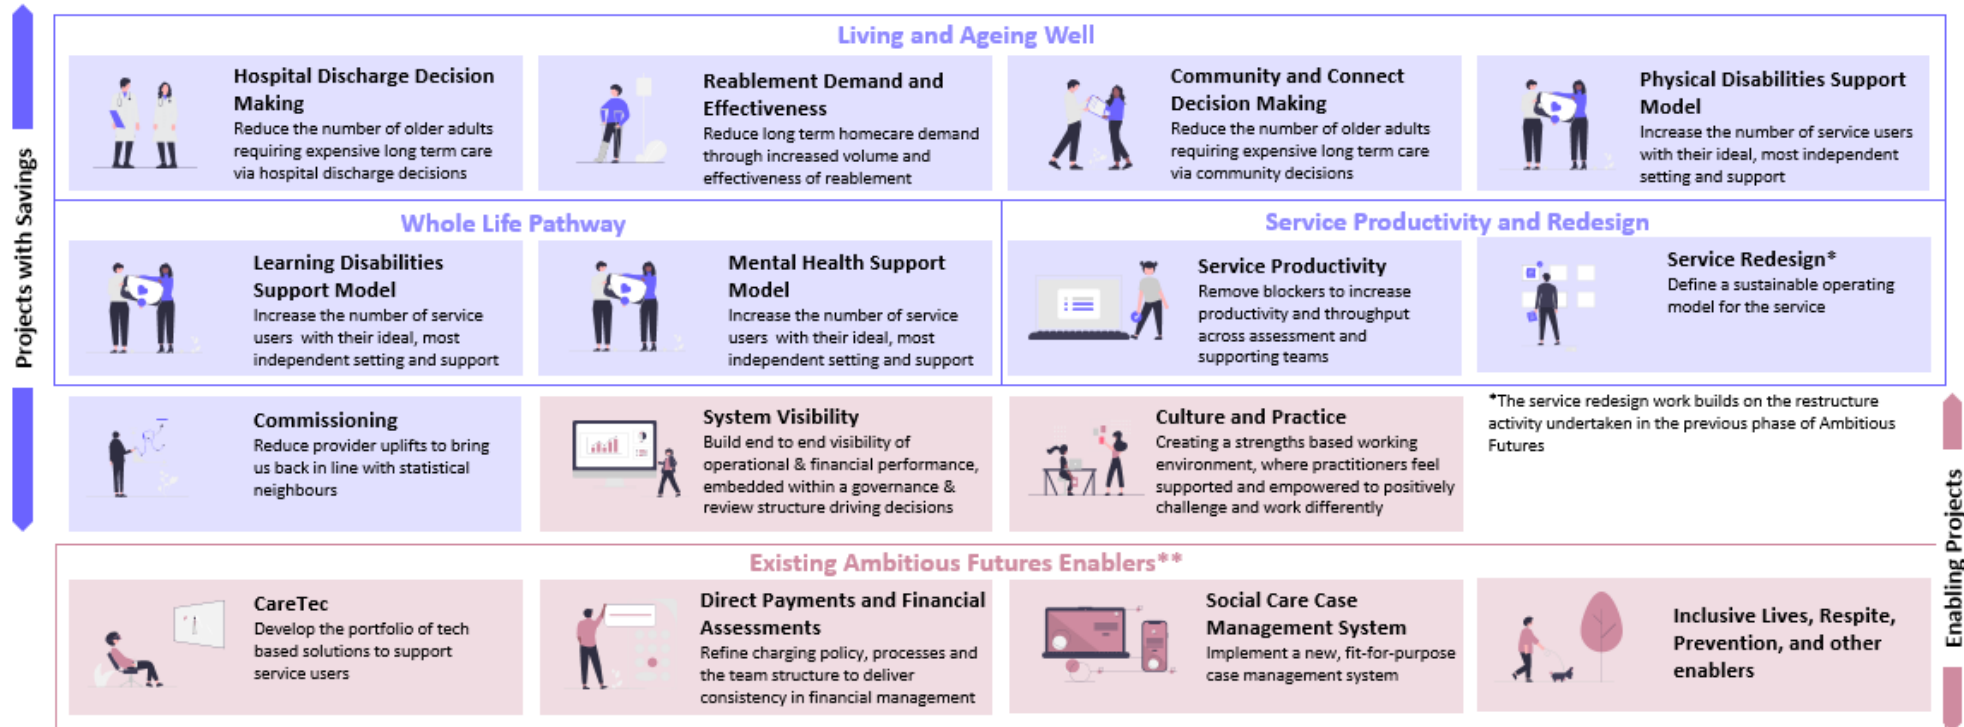 Projects with Savings
Living and Ageing Well
Hospital Discharge Decision
Making
Reduce the number of older adults
requiring expensive long term care
via hospital discharge decisions
Reablement Demand and
Effectiveness
Reduce long term homecare demand
through increased volume and
effectiveness of reablement
Community and Connect
Decision Making
Reduce the number of older adults
requiring expensive long term care
via community decisions
Physical Disabilities Support
Model
Increase the number of service users
with their ideal, most independent
setting and support
Whole Life Pathway
Learning Disabilities
Support Model
Increase the number of service
users with their ideal, most
independent setting and support
Mental Health Support
Model
Increase the number of service
users with their ideal, most
independent setting and support
Service Productivity and Redesign
Service Productivity
Remove blockers to increase
productivity and throughput
across assessment and
supporting teams
Service Redesign*
Define a sustainable operating
model for the service
Commissioning
Reduce provider uplifts to bring
us back in line with statistical
neighbours
System Visibility
Build end to end visibility of
operational & financial performance,
embedded within a governance &
review structure driving decisions
Culture and Practice
Creating a strengths based working
environment, where practitioners feel
supported and empowered to positively
challenge and work differently
*The service redesign work builds on the restructure
activity undertaken in the previous phase of Ambitious
Futures
Enabling Projects
Existing Ambitious Futures Enablers**
CareTec
Develop the portfolio of tech
based solutions to support
service users
Direct Payments and Financial
Assessments
Refine charging policy, processes and
the team structure to deliver
consistency in financial management
Social Care Case
Management System
Implement a new, fit-for-purpose
case management system
Inclusive Lives, Respite,
Prevention, and other
enablers